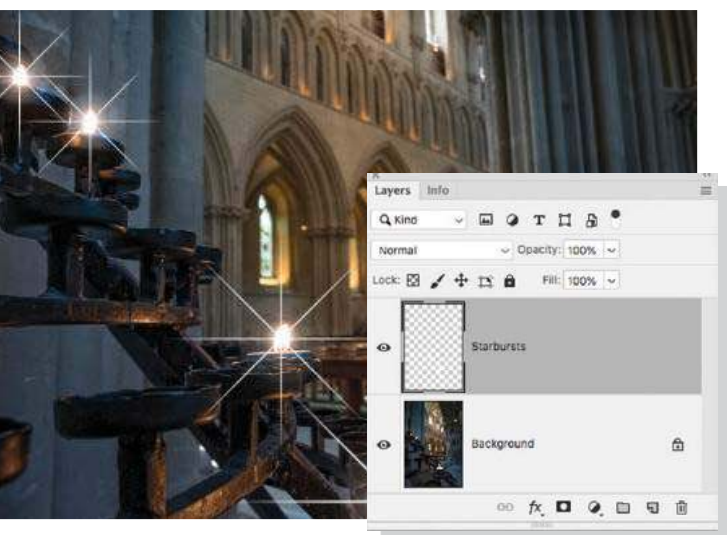 Layers Info
Kind
Normal Opacity: 100%
Lock: Fill: 100%
Starbursts
Background
fx